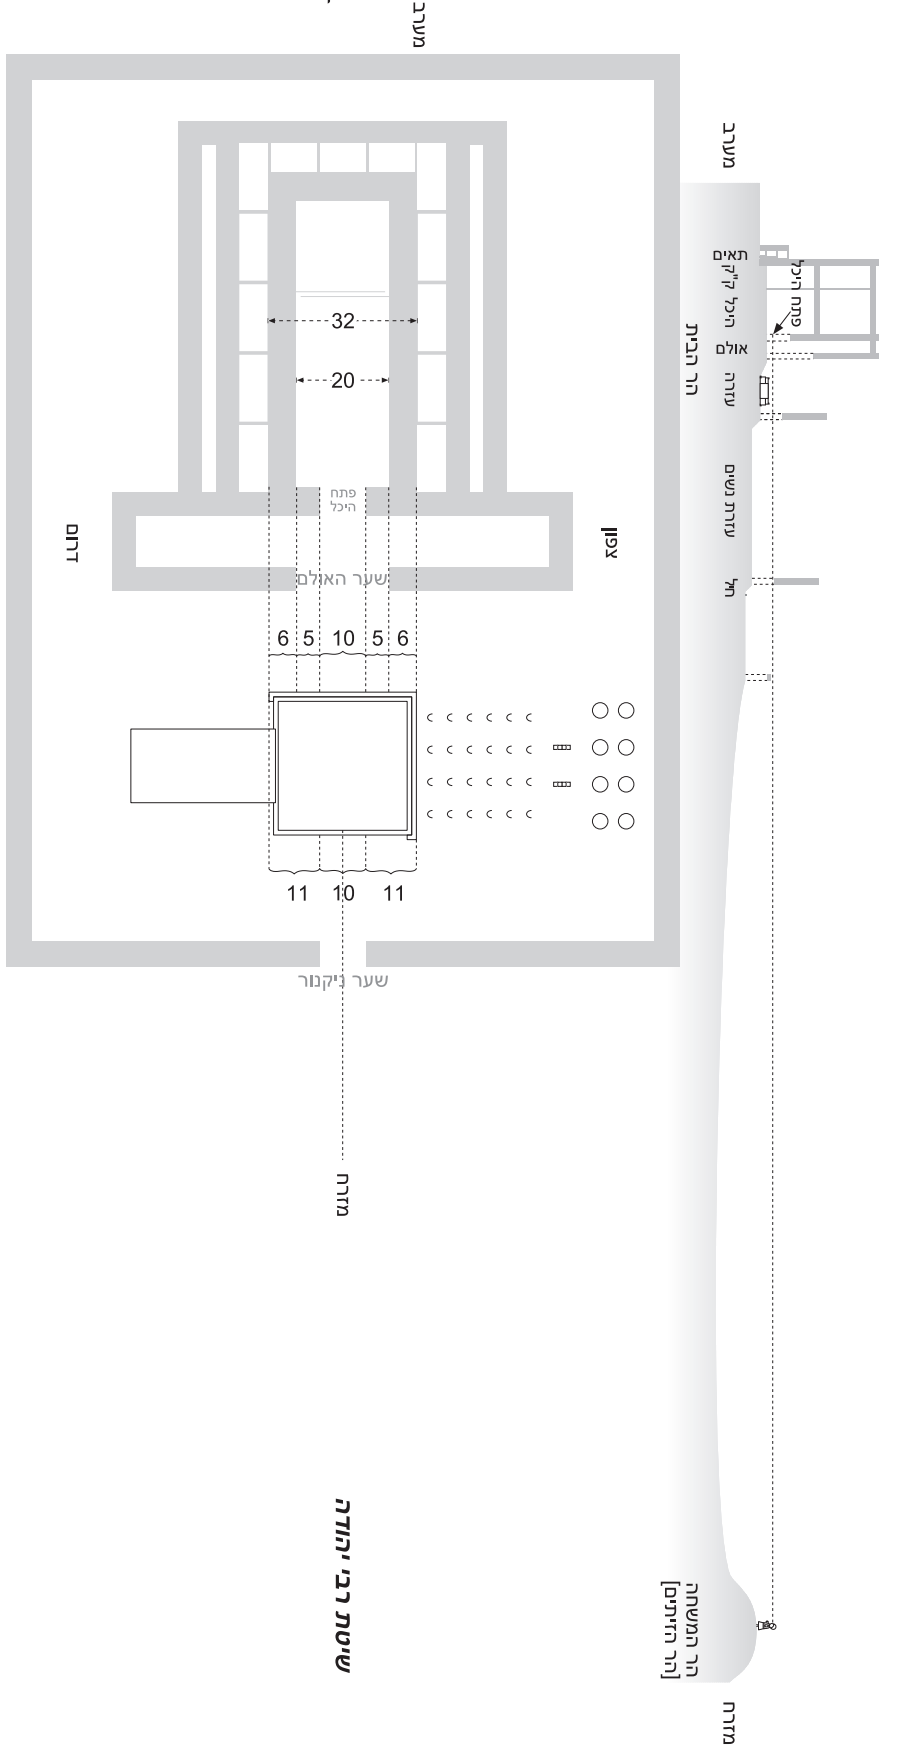 מערב
32
20
פתח
היכל
שער האולם
דרום
צפון
6 5 10 5 6
11 10 11
שער ניקנור
מזרח
שיטת רבי יהודה
מערב
תאים
היכל ק"ק
פתח היכל
אולם
עזרה
הר הבית
עזרת נשים
חיל
הר המשחה
[הר הזיתים]
מזרח